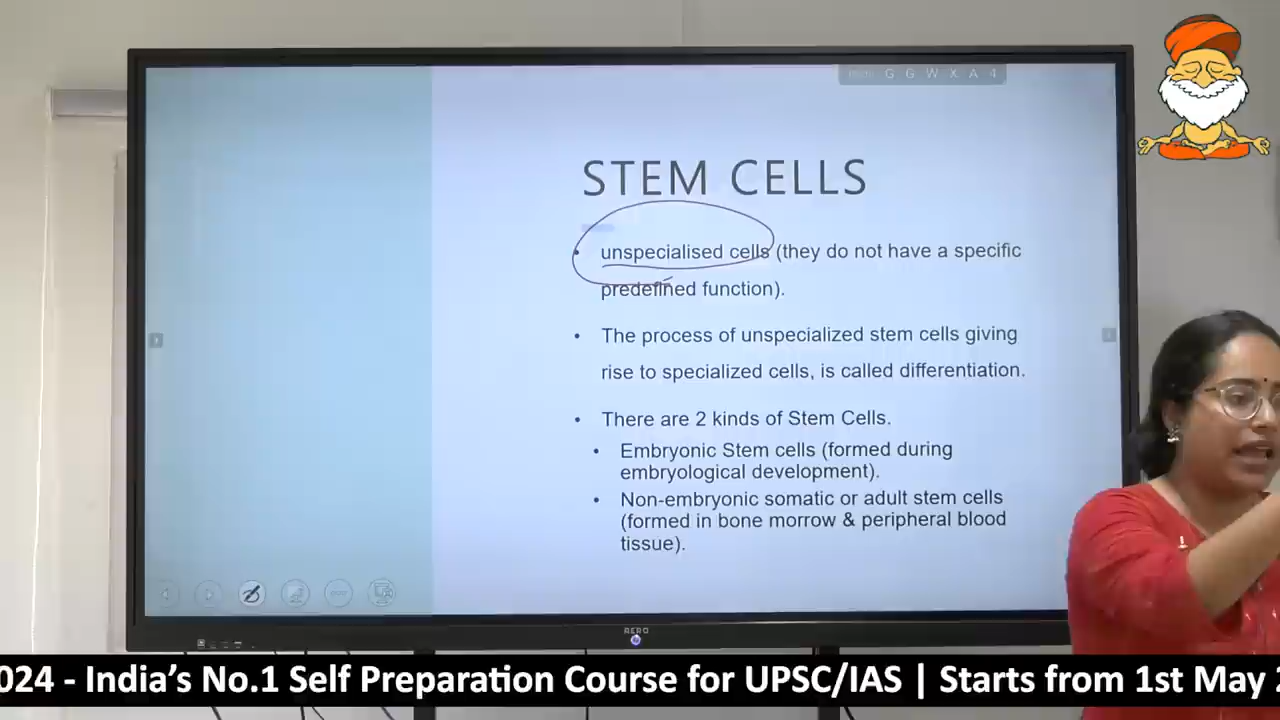 G G W X A 4
STEM CELLS
• unspecialised cells (they do not have a specific
predefined function).
• The process of unspecialized stem cells giving
rise to specialized cells, is called differentiation.
• There are 2 kinds of Stem Cells.
• Embryonic Stem cells (formed during
embryological development).
• Non-embryonic somatic or adult stem cells
(formed in bone morrow & peripheral blood
tissue).
024 - India’s No.1 Self Preparation Course for UPSC/IAS | Starts from 1st May